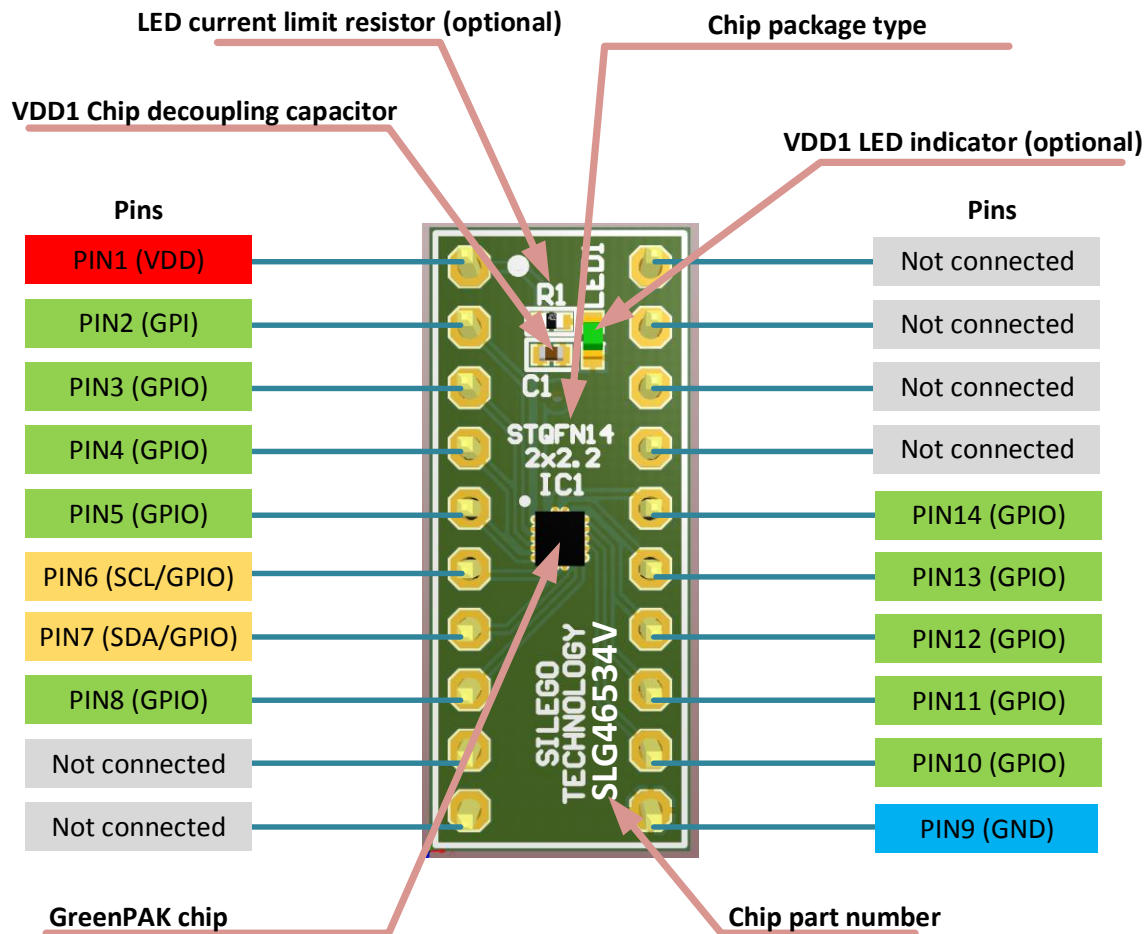 LED current limit resistor (optional)
Chip package type
VDD1 Chip decoupling capacitor
VDD1 LED indicator (optional)
Pins
PIN1 (VDD)
PIN2 (GPI)
PIN3 (GPIO)
PIN4 (GPIO)
PIN5 (GPIO)
PIN6 (SCL/GPIO)
PIN7 (SDA/GPIO)
PIN8 (GPIO)
Not connected
Not connected
LED1
R1
C1
STQFN14
2x2.2
IC1
SILEGO
TECHNOLOGY
SLG46534V
Pins
Not connected
Not connected
Not connected
Not connected
PIN14 (GPIO)
PIN13 (GPIO)
PIN12 (GPIO)
PIN11 (GPIO)
PIN10 (GPIO)
PIN9 (GND)
GreenPAK chip
Chip part number